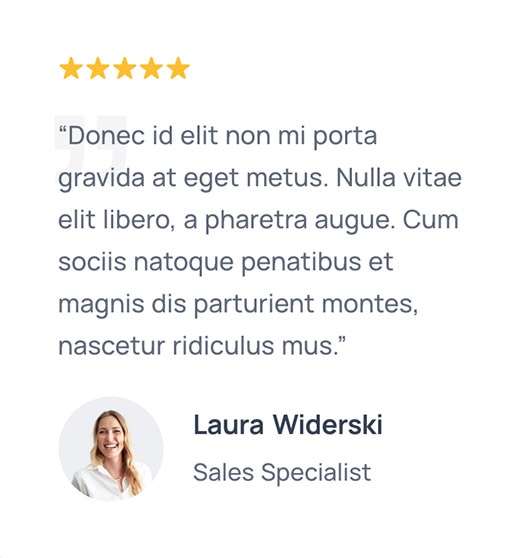 “Donec id elit non mi porta
gravida at eget metus. Nulla vitae
elit libero, a pharetra augue. Cum
sociis natoque penatibus et
magnis dis parturient montes,
nascetur ridiculus mus.”
Laura Widerski
Sales Specialist